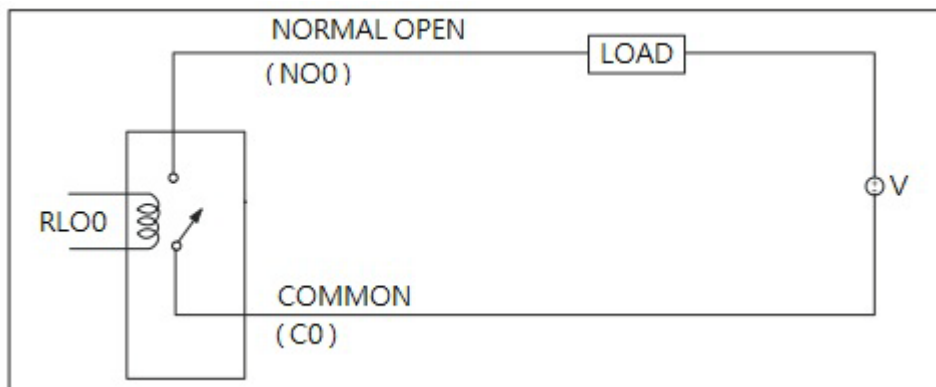 NORMAL OPEN
( NO0 )
LOAD
V
RLO0
COMMON
( C0 )